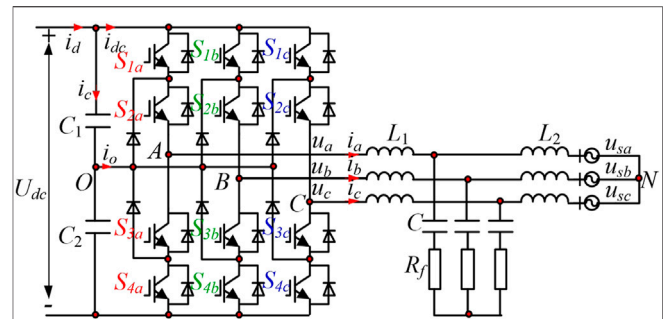 i_d i_dc
S_1a S_1b S_1c
i_c
S_2a S_2b S_2c
C_1
u_a i_a L_1 L_2 u_sa
A
i_o
O
U_dc
B u_b i_b u_sb N
C u_c i_c u_sc
C_2
S_3a S_3b S_3c
C
R_f
S_4a S_4b S_4c
+
-